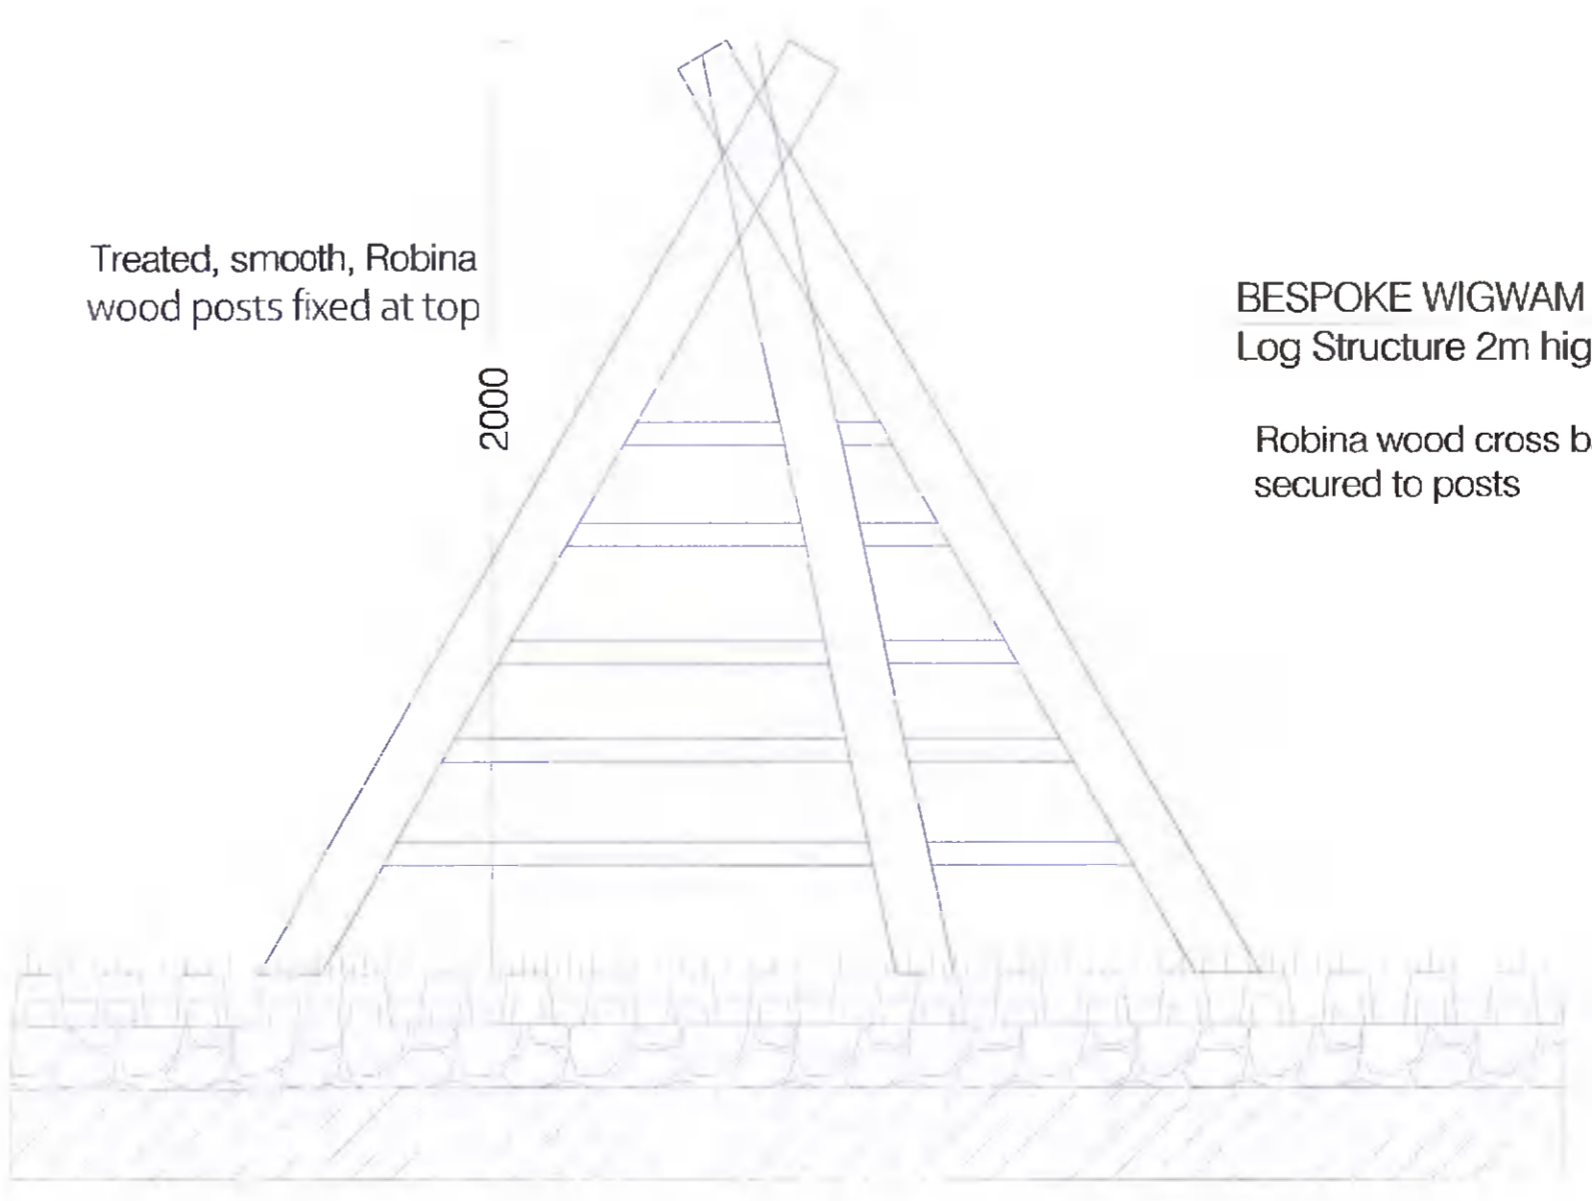 Treated, smooth, Robina
wood posts fixed at top
2000
BESPOKE WIGWAM
Log Structure 2m hig
Robina wood cross b
secured to posts